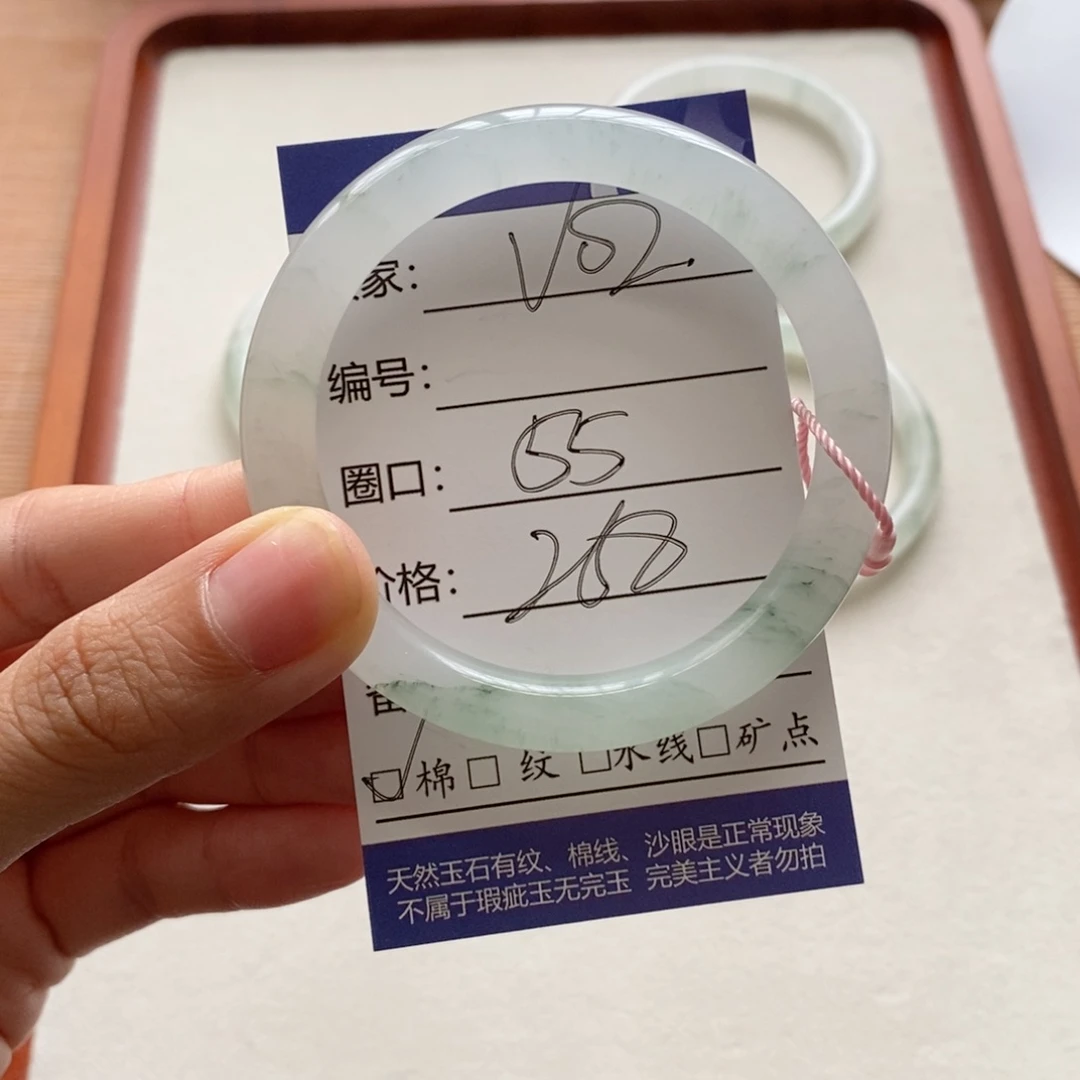 家: V52.
编号:
圈口: 55
价格: 268
☑棉□ 纹 □水线□矿点
天然玉石有纹、棉线、沙眼是正常现象
不属于瑕疵玉无完玉 完美主义者勿拍